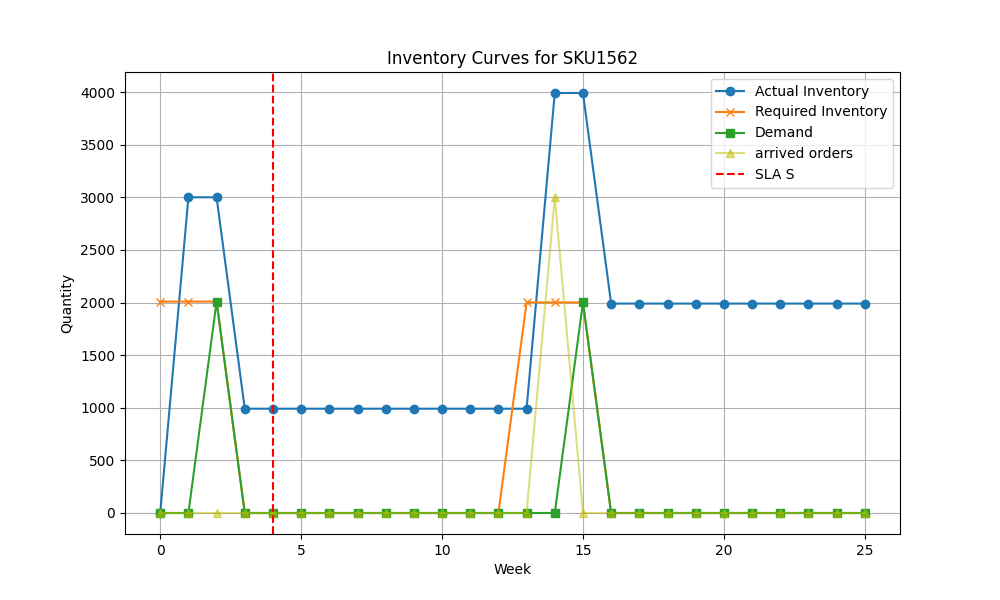 Inventory Curves for SKU1562
Actual Inventory
Required Inventory
Demand
arrived orders
SLA S
Quantity
4000
3500
3000
2500
2000
1500
1000
500
0
0 5 10 15 20 25
Week